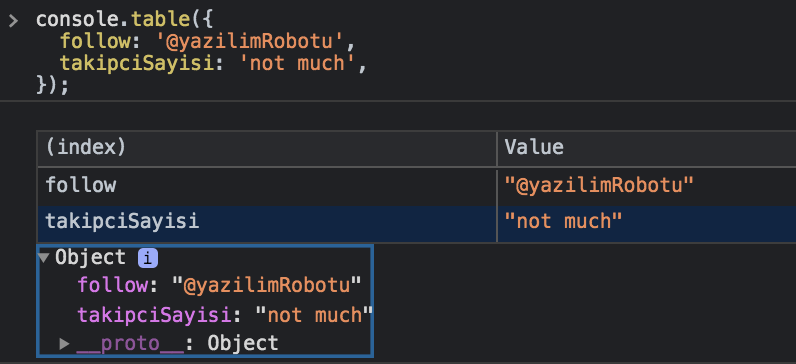 > console.table({
follow: '@yazilimRobotu',
takipciSayisi: 'not much',
});
(index) Value
follow "@yazilimRobotu"
takipciSayisi "not much"
▼Object i
follow: "@yazilimRobotu"
takipciSayisi: "not much"
▶ __proto__: Object